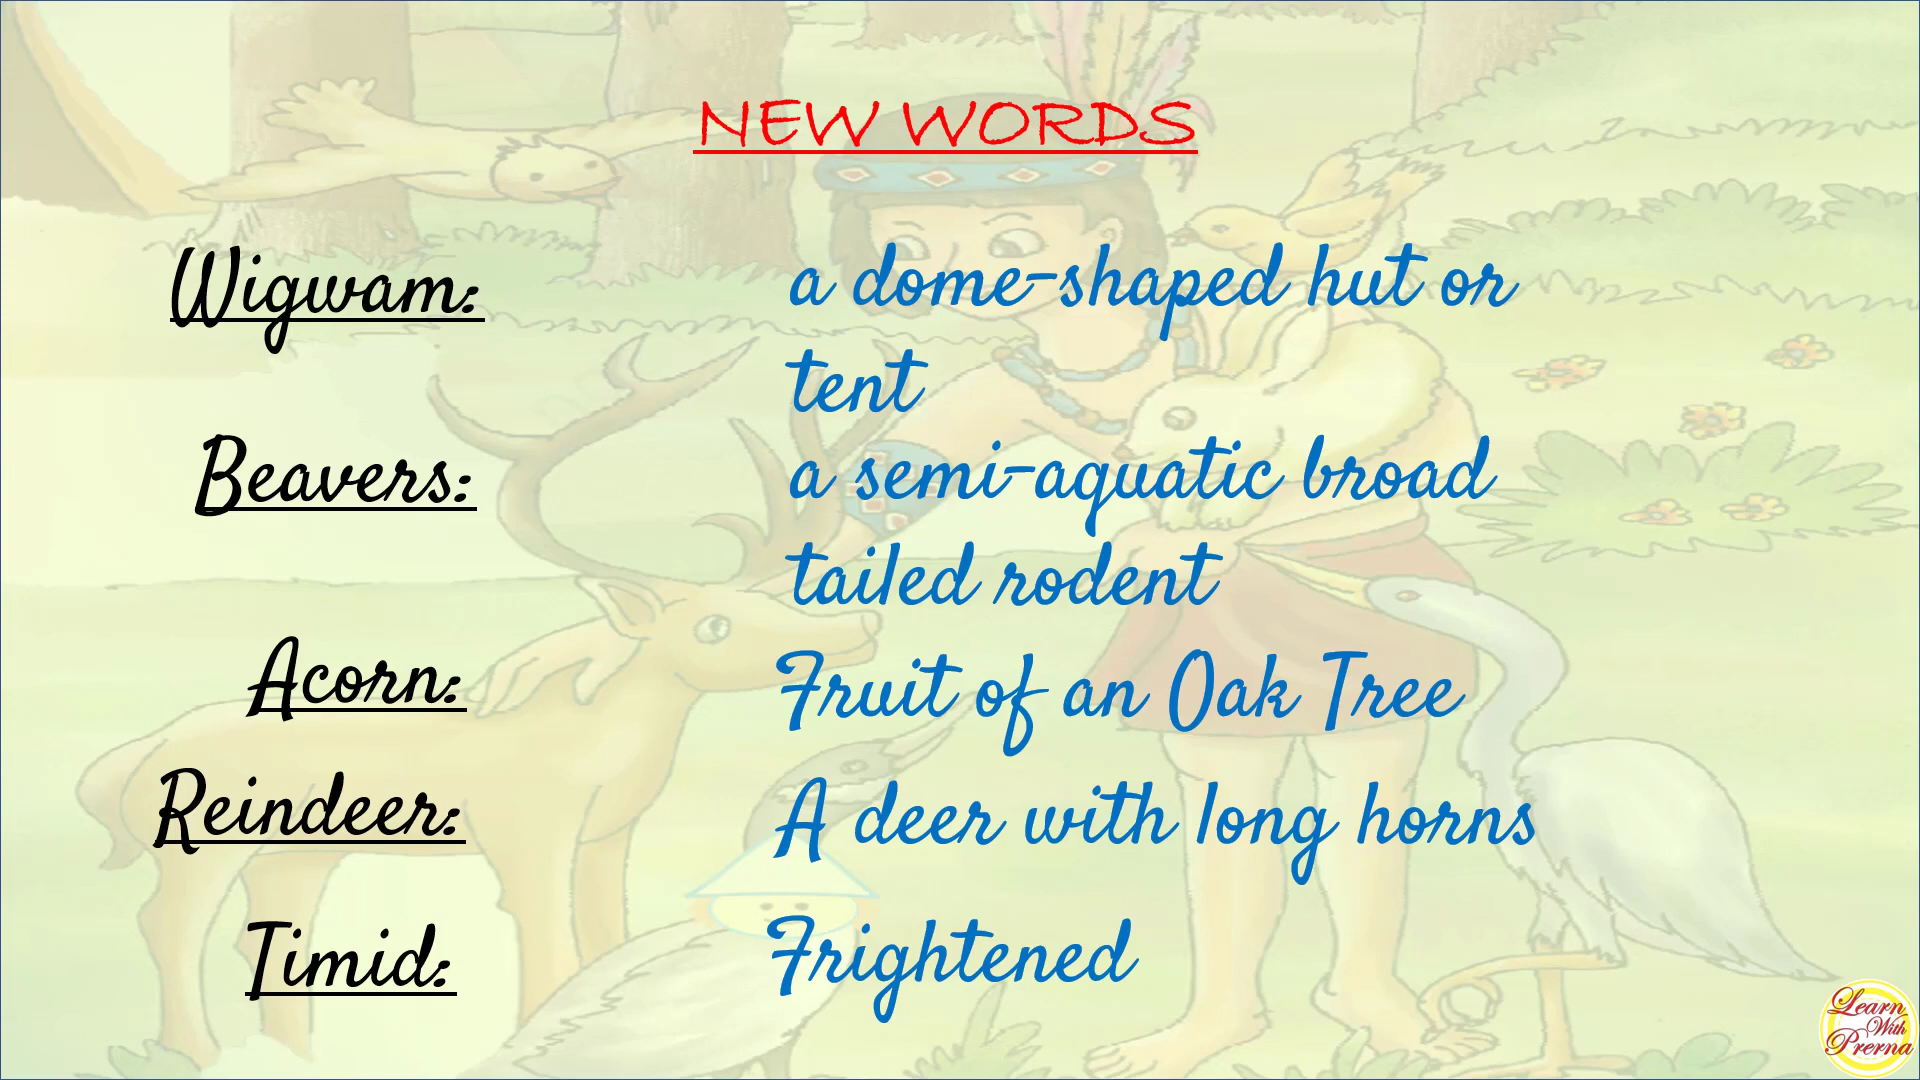 NEW WORDS
Wigwam: a dome-shaped hut or
tent
Beavers: a semi-aquatic broad
tailed rodent
Acorn: Fruit of an Oak Tree
Reindeer: A deer with long horns
Timid: Frightened
Learn
With
Prerna